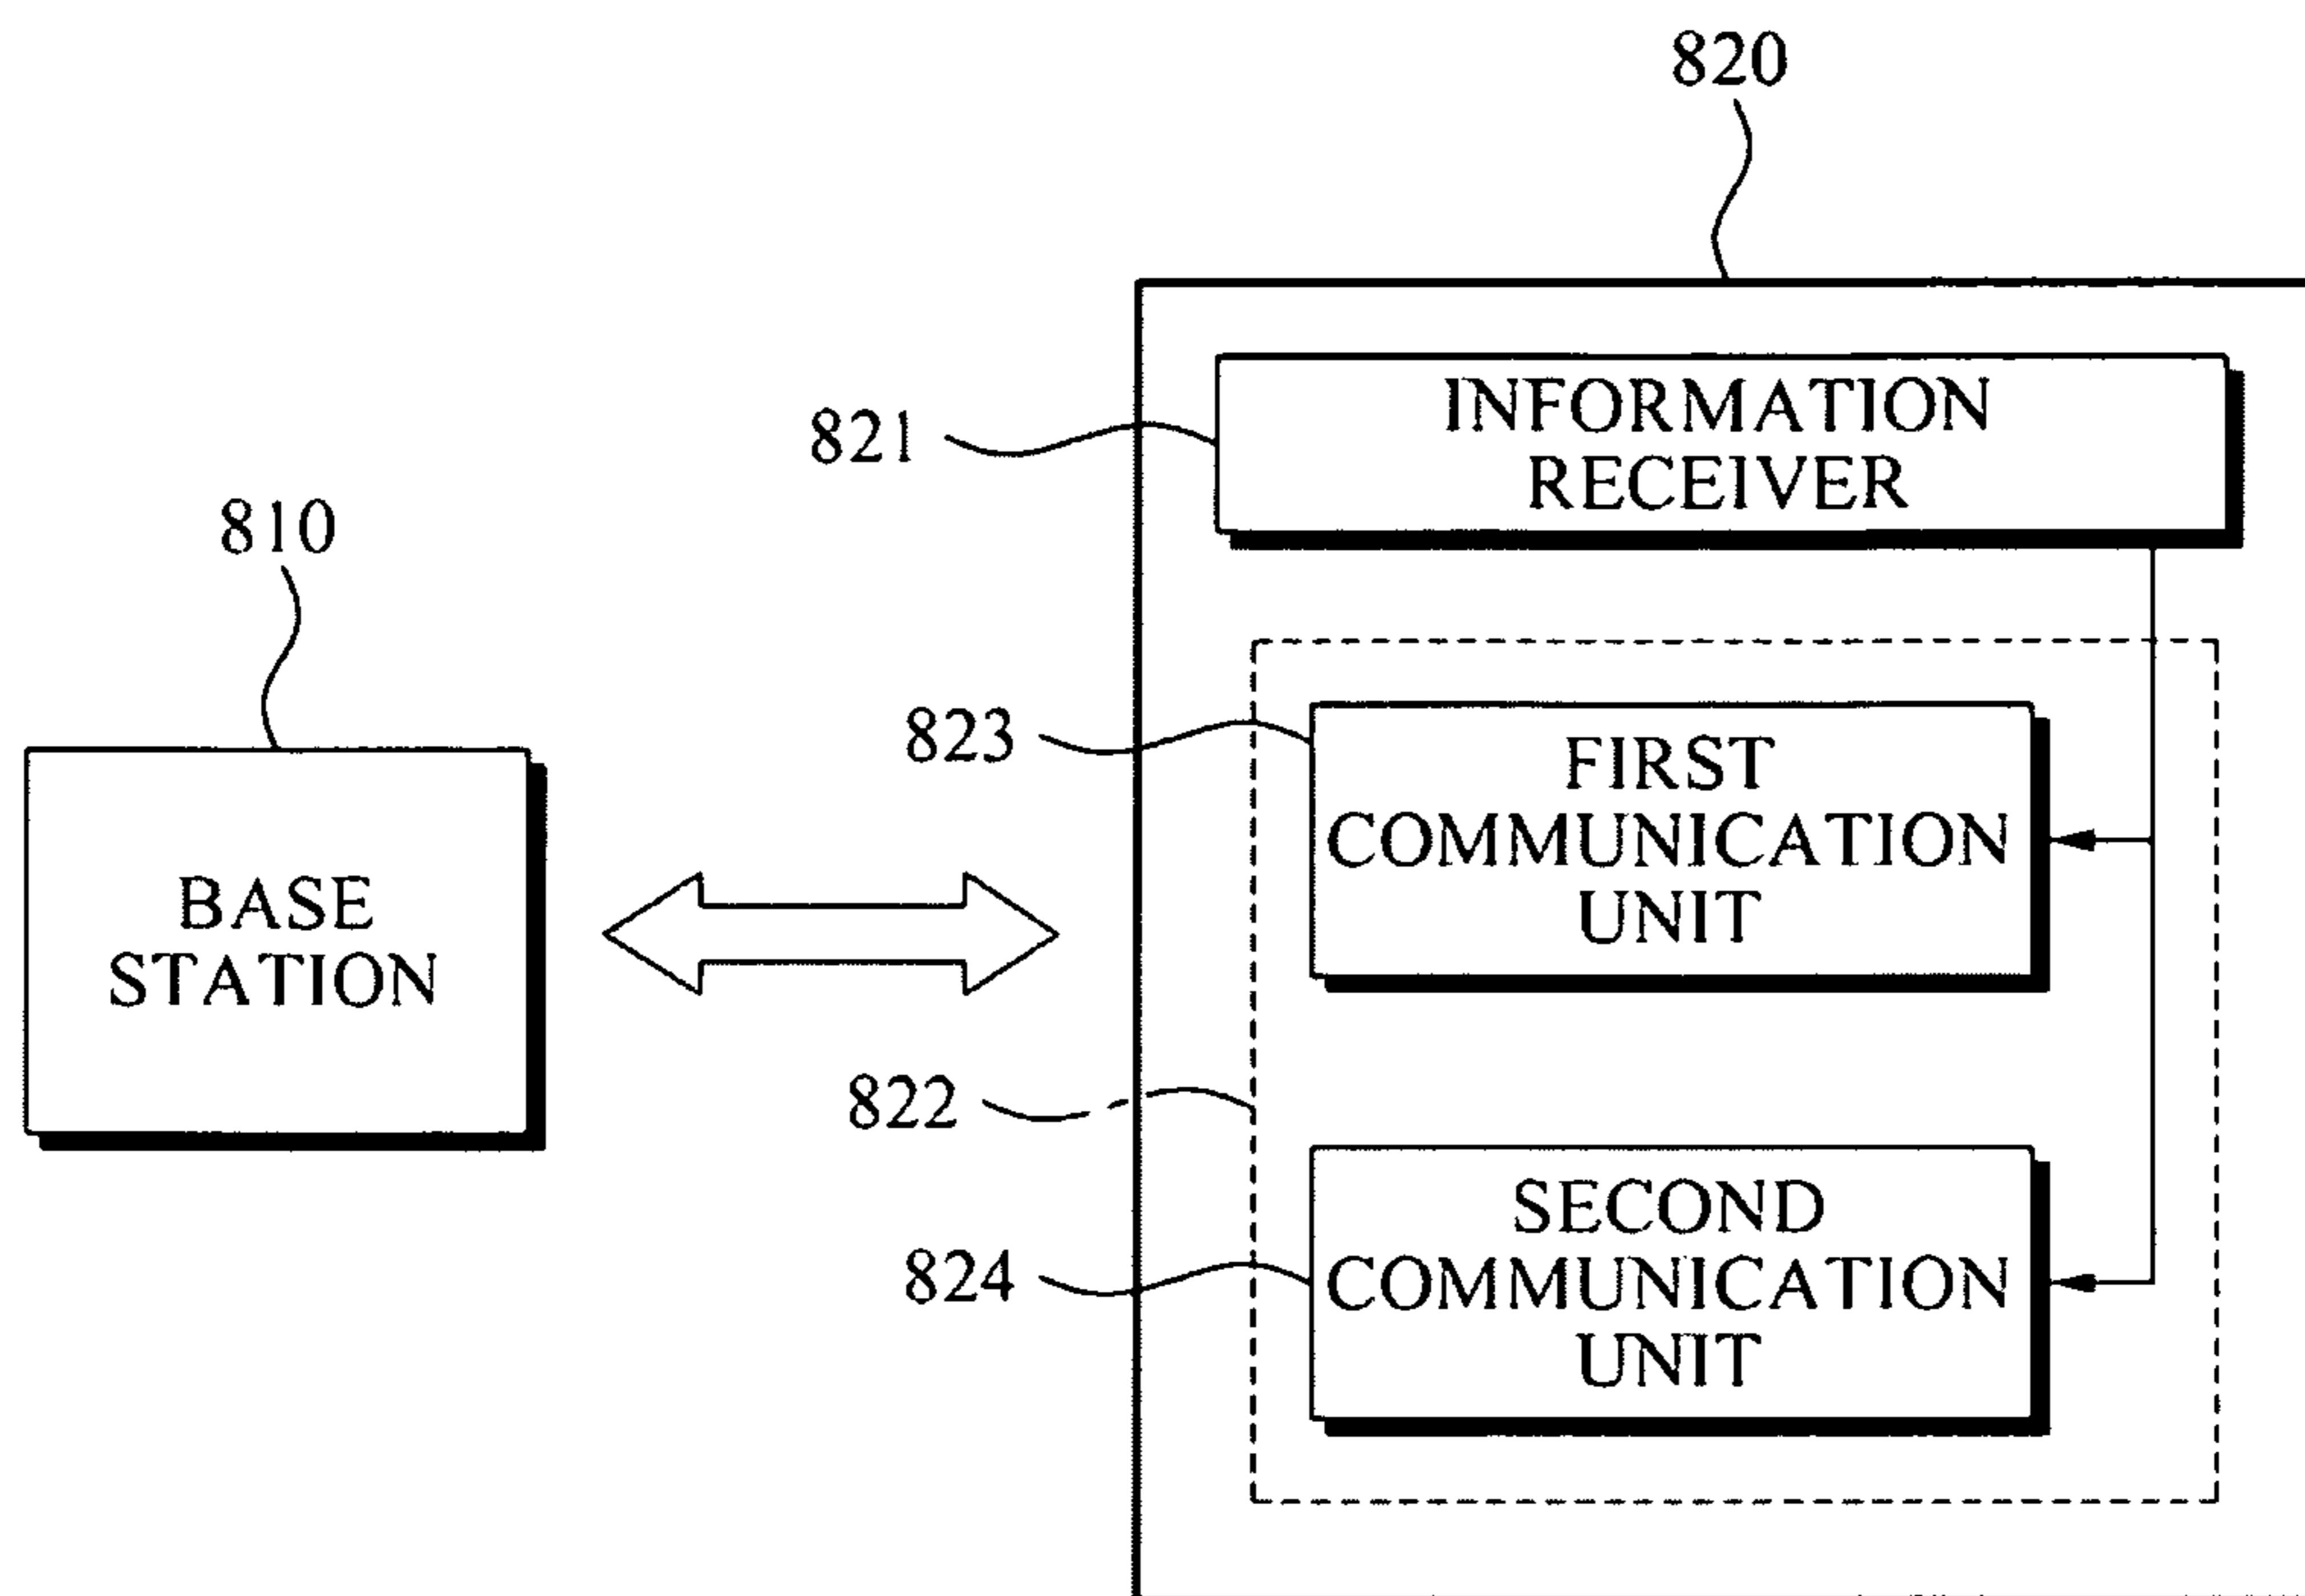 820
821
INFORMATION
RECEIVER
810
823
FIRST
COMMUNICATION
UNIT
BASE
STATION
822
824
SECOND
COMMUNICATION
UNIT